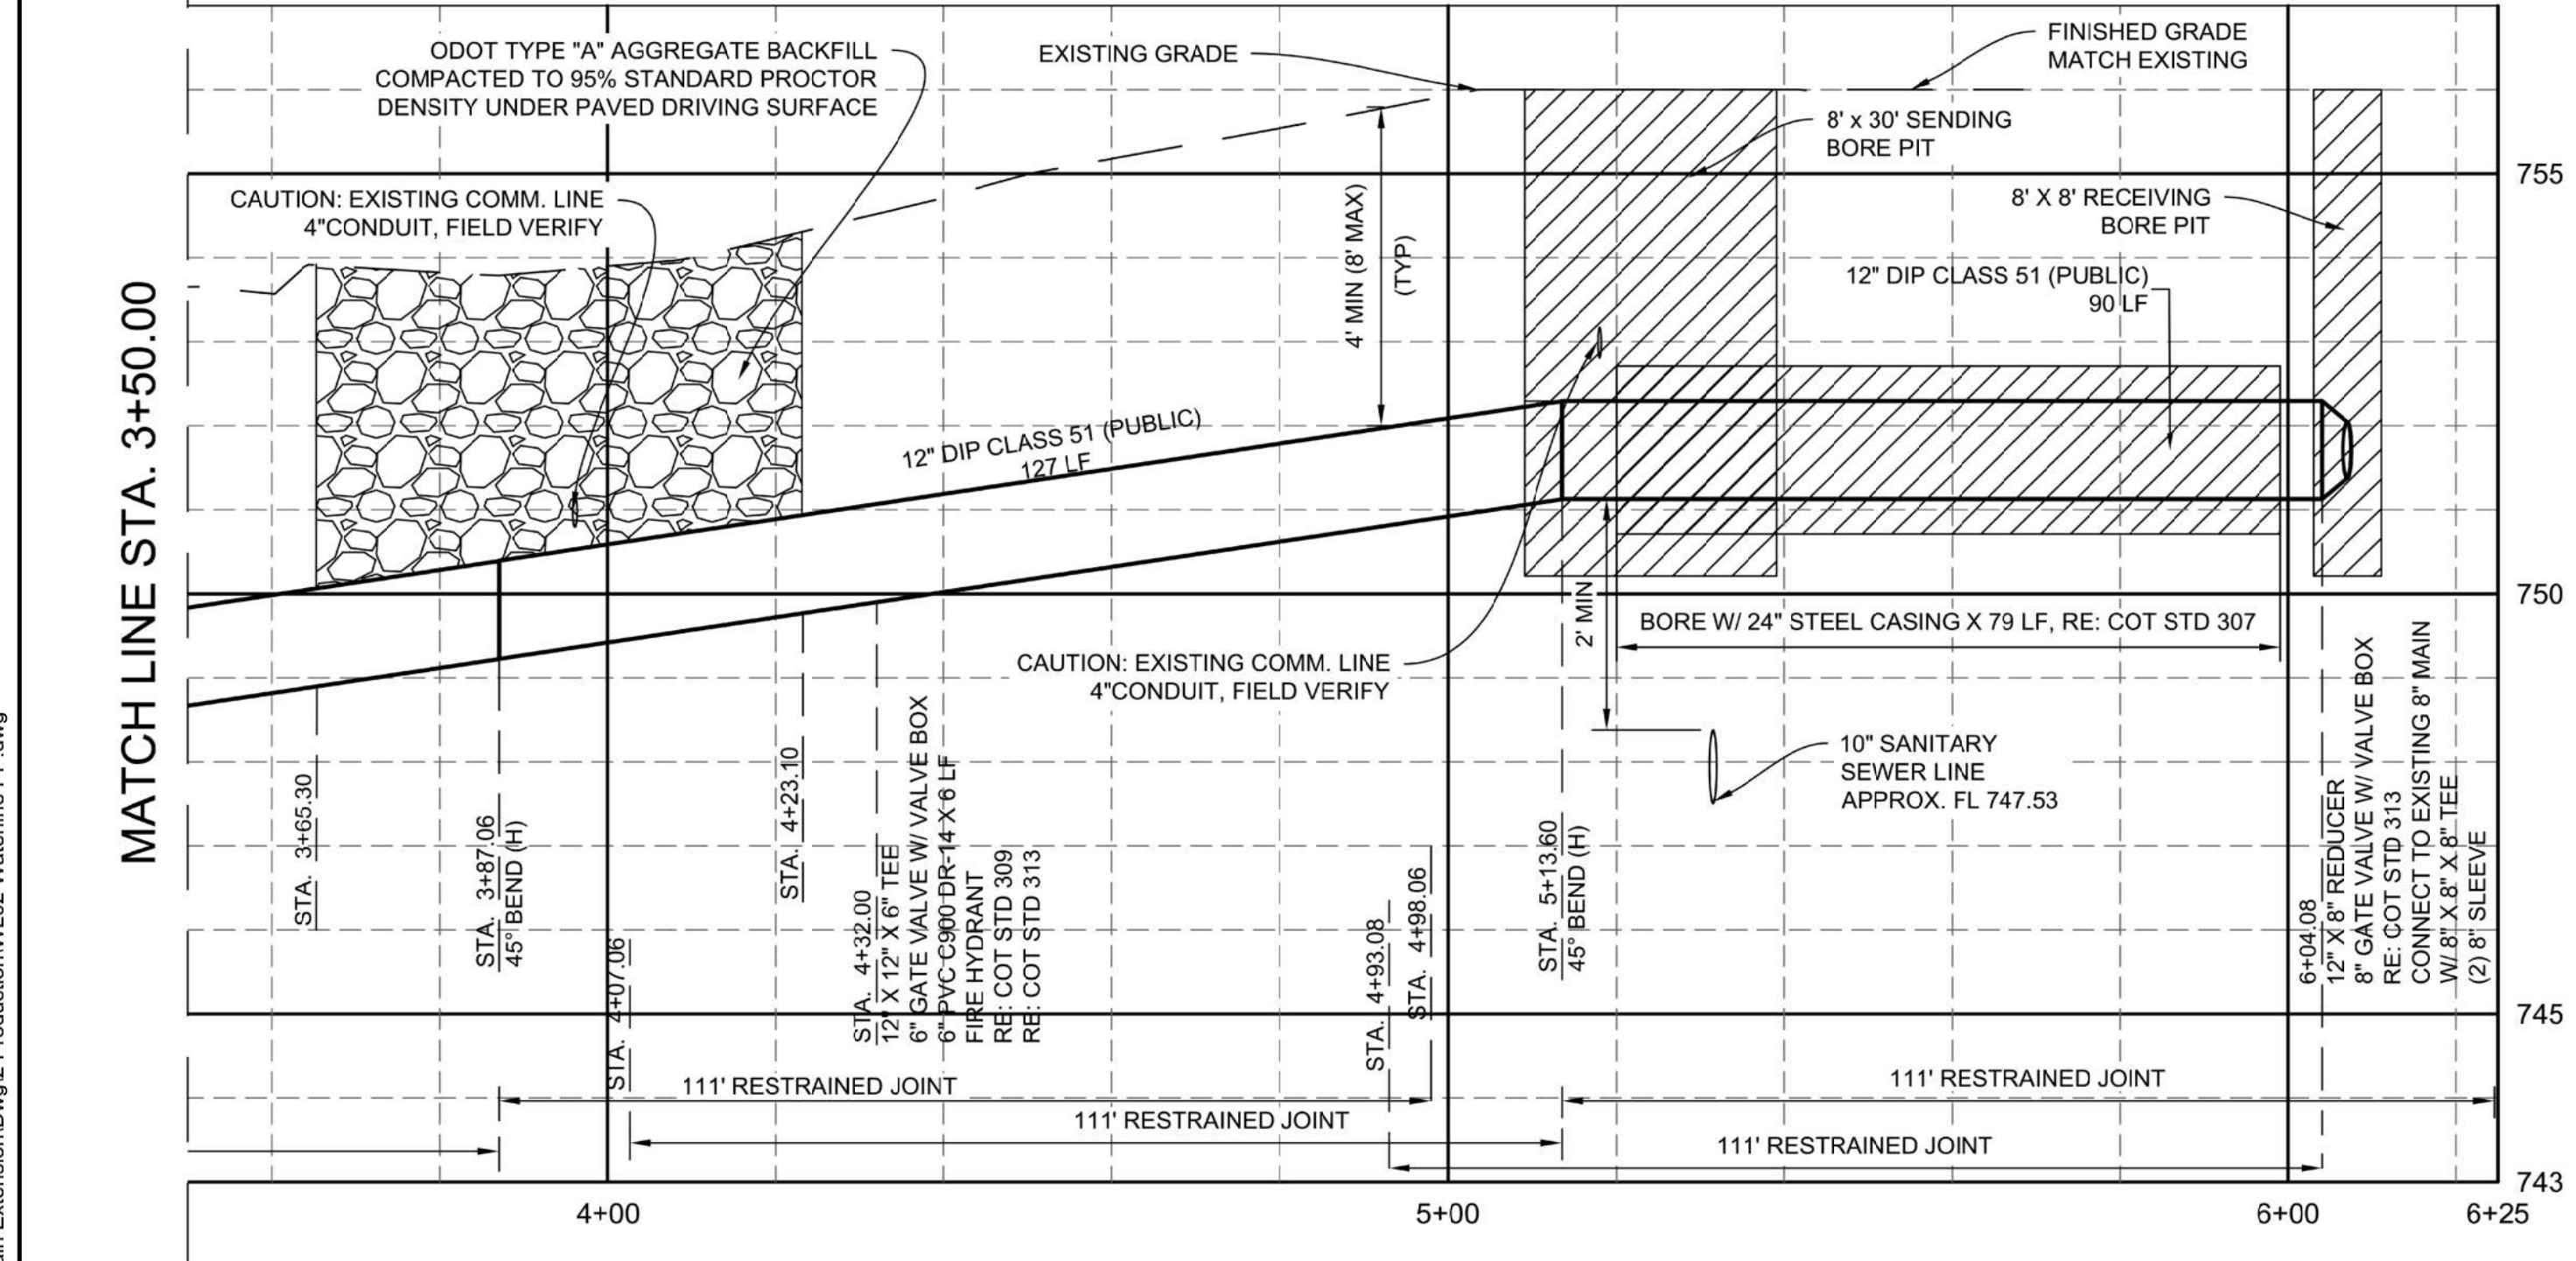 ODOT TYPE "A" AGGREGATE BACKFILL
COMPACTED TO 95% STANDARD PROCTOR
DENSITY UNDER PAVED DRIVING SURFACE
EXISTING GRADE
FINISHED GRADE
MATCH EXISTING
8' x 30' SENDING
BORE PIT
755
CAUTION: EXISTING COMM. LINE
4"CONDUIT, FIELD VERIFY
8' X 8' RECEIVING
BORE PIT
4' MIN (8' MAX)
(TYP)
12" DIP CLASS 51 (PUBLIC)
90 LF
MATCH LINE STA. 3+50.00
12" DIP CLASS 51 (PUBLIC)
127 LF
750
2' MIN
BORE W/ 24" STEEL CASING X 79 LF, RE: COT STD 307
CAUTION: EXISTING COMM. LINE
4"CONDUIT, FIELD VERIFY
10" SANITARY
SEWER LINE
APPROX. FL 747.53
STA. 3+65.30
STA. 3+87.06
45° BEND (H)
STA. 4+07.06
STA. 4+23.10
STA. 4+32.00
12" X 12" X 6" TEE
6" GATE VALVE W/ VALVE BOX
6" PVC C900 DR-14 X 6 LF
FIRE HYDRANT
RE: COT STD 309
RE: COT STD 313
STA. 4+93.08
STA. 4+98.06
STA. 5+13.60
45° BEND (H)
6+04.08
12" X 8" REDUCER
8" GATE VALVE W/ VALVE BOX
RE: COT STD 313
CONNECT TO EXISTING 8" MAIN
W/ 8" X 8" X 8" TEE
(2) 8" SLEEVE
745
111' RESTRAINED JOINT
111' RESTRAINED JOINT
111' RESTRAINED JOINT
111' RESTRAINED JOINT
743
4+00
5+00
6+00
6+25